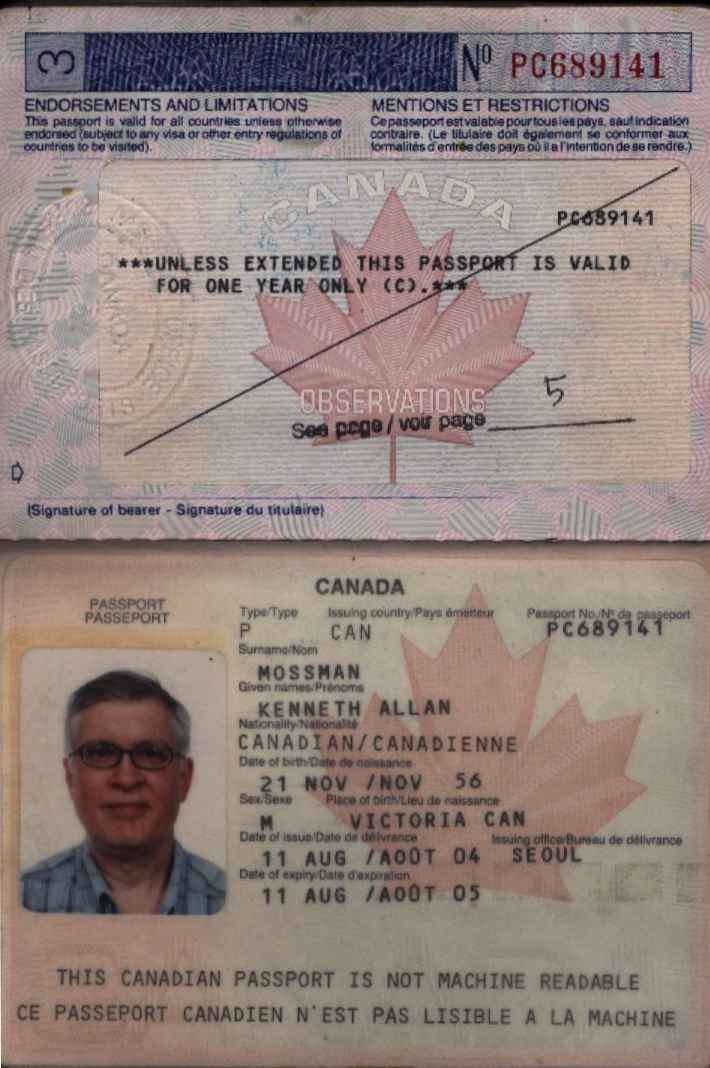 3
Nº PC689141
ENDORSEMENTS AND LIMITATIONS
This passport is valid for all countries unless otherwise
endorsed (subject to any visa or other entry regulations of
countries to be visited).
MENTIONS ET RESTRICTIONS
Ce passeport est valable pour tous les pays, sauf indication
contraire. (Le titulaire doit également se conformer aux
formalités d'entrée des pays où il a l'intention de se rendre.)
CANADA
PC689141
***UNLESS EXTENDED THIS PASSPORT IS VALID
FOR ONE YEAR ONLY (C).***
CANADA
OBSERVATIONS
5
See page / voir page
(Signature of bearer - Signature du titulaire)
CANADA
PASSPORT
PASSEPORT
Type/Type Issuing country/Pays émetteur Passport No./Nº de passeport
P CAN PC689141
Surname/Nom
MOSSMAN
Given names/Prénoms
KENNETH ALLAN
Nationality/Nationalité
CANADIAN/CANADIENNE
Date of birth/Date de naissance
21 NOV /NOV 56
Sex/Sexe Place of birth/Lieu de naissance
M VICTORIA CAN
Date of issue/Date de délivrance Issuing office/Bureau de délivrance
11 AUG /AOÛT 04 SEOUL
Date of expiry/Date d'expiration
11 AUG /AOÛT 05
THIS CANADIAN PASSPORT IS NOT MACHINE READABLE
CE PASSEPORT CANADIEN N'EST PAS LISIBLE A LA MACHINE